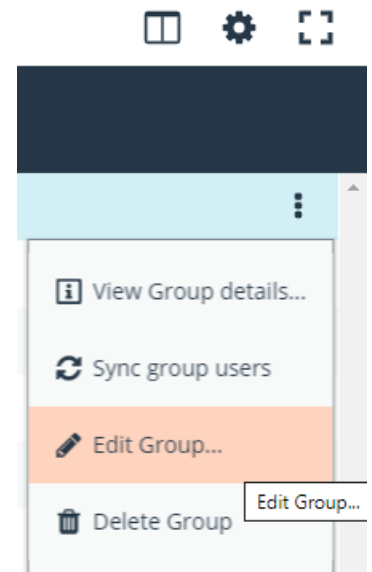 View Group details...
Sync group users
Edit Group...
Edit Group...
Delete Group